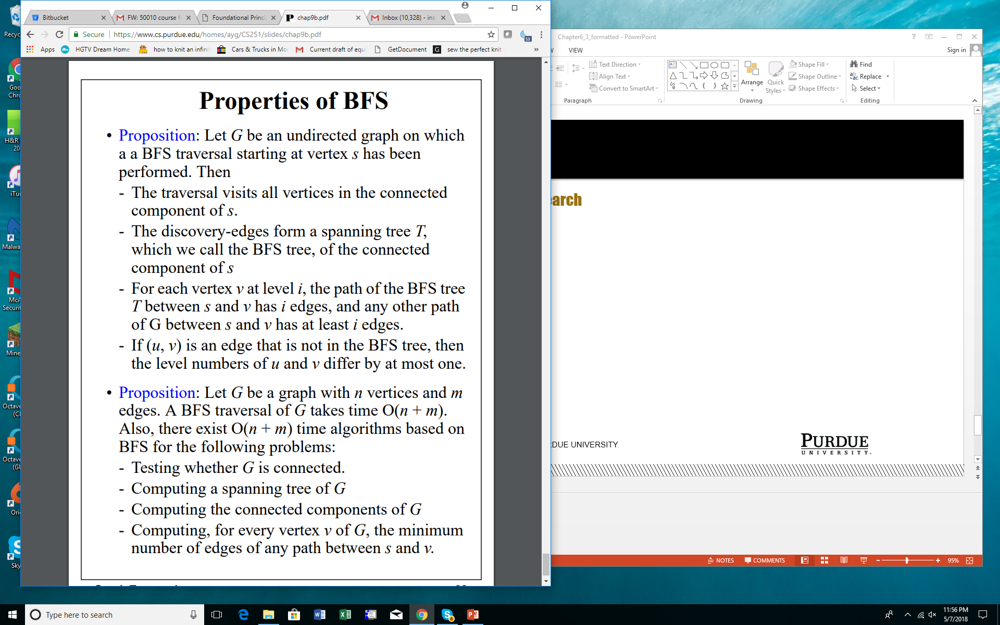 Bitbucket
FW: 50010 course f
Foundational Princi
chap9b.pdf
Inbox (10,328) - ins
Secure
https://www.cs.purdue.edu/homes/ayg/CS251/slides/chap9b.pdf
53
Apps
HGTV Dream Home
how to knit an infinit
Cars & Trucks in Mo
Current draft of equ
GetDocument
sew the perfect knit
»
Properties of BFS
• Proposition: Let G be an undirected graph on which
a a BFS traversal starting at vertex s has been
performed. Then
- The traversal visits all vertices in the connected
component of s.
- The discovery-edges form a spanning tree T,
which we call the BFS tree, of the connected
component of s
- For each vertex v at level i, the path of the BFS tree
T between s and v has i edges, and any other path
of G between s and v has at least i edges.
- If (u, v) is an edge that is not in the BFS tree, then
the level numbers of u and v differ by at most one.
• Proposition: Let G be a graph with n vertices and m
edges. A BFS traversal of G takes time O(n + m).
Also, there exist O(n + m) time algorithms based on
BFS for the following problems:
- Testing whether G is connected.
- Computing a spanning tree of G
- Computing the connected components of G
- Computing, for every vertex v of G, the minimum
number of edges of any path between s and v.
Chapter6_3_formatted - PowerPoint
?
VIEW
Sign in
Text Direction
Align Text
Convert to SmartArt
Paragraph
Arrange
Quick
Styles
Shape Fill
Shape Outline
Shape Effects
Drawing
Find
Replace
Select
Editing
earch
DUE UNIVERSITY
PURDUE
UNIVERSITY
NOTES
COMMENTS
95%
Recyc
Goo
Chr
H&R
20
iTu
Malwa
McA
Securit
Mine
Octave
(Cl
Octave
(GU
Ori
Sky
Type here to search
11:56 PM
5/7/2018